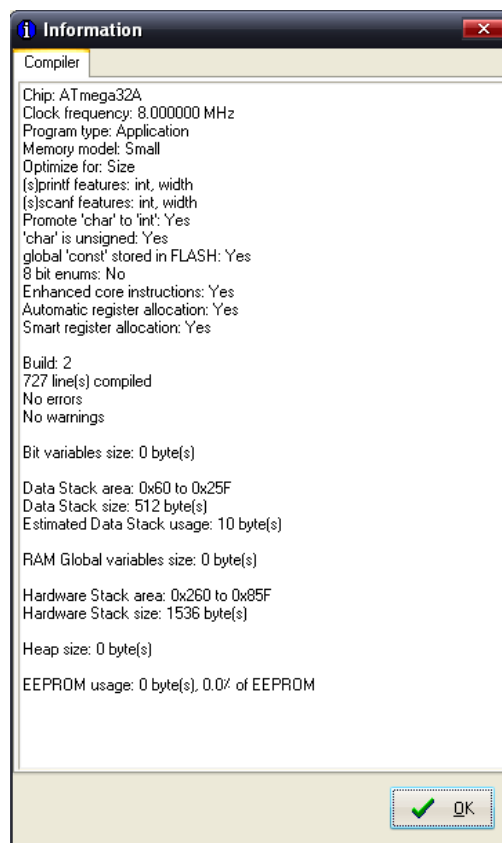 Information
Compiler
Chip: ATmega32A
Clock frequency: 8.000000 MHz
Program type: Application
Memory model: Small
Optimize for: Size
(s)printf features: int, width
(s)scanf features: int, width
Promote 'char' to 'int': Yes
'char' is unsigned: Yes
global 'const' stored in FLASH: Yes
8 bit enums: No
Enhanced core instructions: Yes
Automatic register allocation: Yes
Smart register allocation: Yes
Build: 2
727 line(s) compiled
No errors
No warnings
Bit variables size: 0 byte(s)
Data Stack area: 0x60 to 0x25F
Data Stack size: 512 byte(s)
Estimated Data Stack usage: 10 byte(s)
RAM Global variables size: 0 byte(s)
Hardware Stack area: 0x260 to 0x85F
Hardware Stack size: 1536 byte(s)
Heap size: 0 byte(s)
EEPROM usage: 0 byte(s), 0.0% of EEPROM
OK